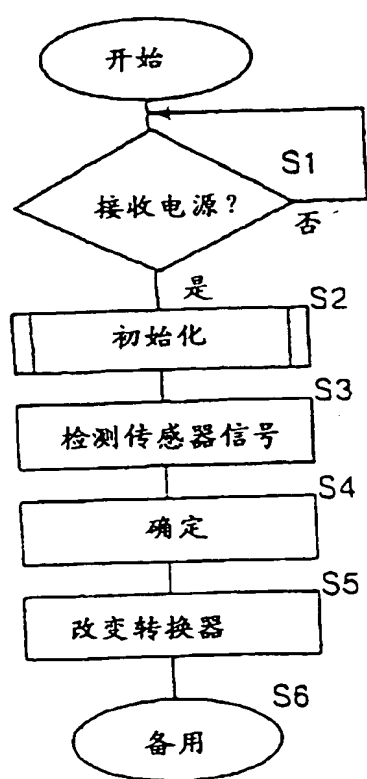 开始
S1
接收电源？
否
是
S2
初始化
S3
检测传感器信号
S4
确定
S5
改变转换器
S6
备用